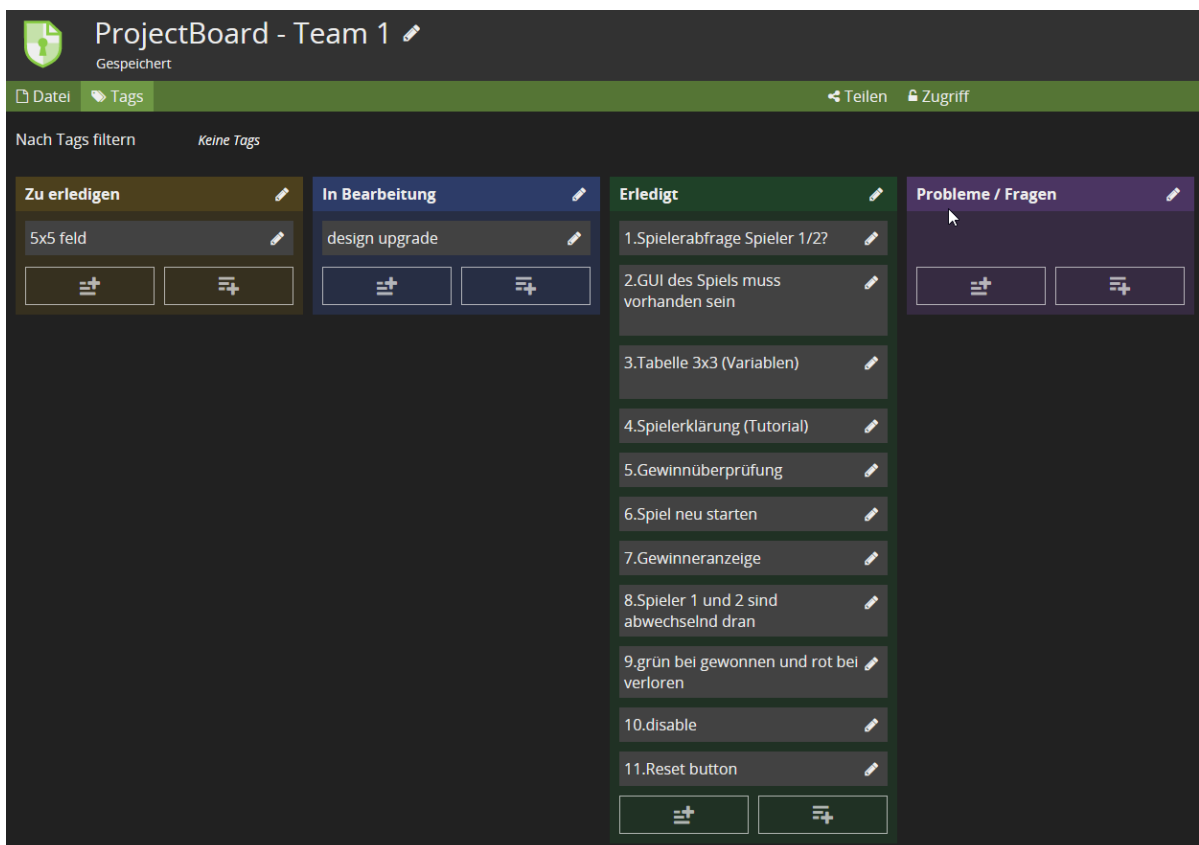 ProjectBoard - Team 1
Gespeichert
Datei
Tags
Teilen
Zugriff
Nach Tags filtern
Keine Tags
Zu erledigen
5x5 feld
In Bearbeitung
design upgrade
Erledigt
1.Spielerabfrage Spieler 1/2?
2.GUI des Spiels muss
vorhanden sein
3.Tabelle 3x3 (Variablen)
4.Spielerklärung (Tutorial)
5.Gewinnüberprüfung
6.Spiel neu starten
7.Gewinneranzeige
8.Spieler 1 und 2 sind
abwechselnd dran
9.grün bei gewonnen und rot bei
verloren
10.disable
11.Reset button
Probleme / Fragen